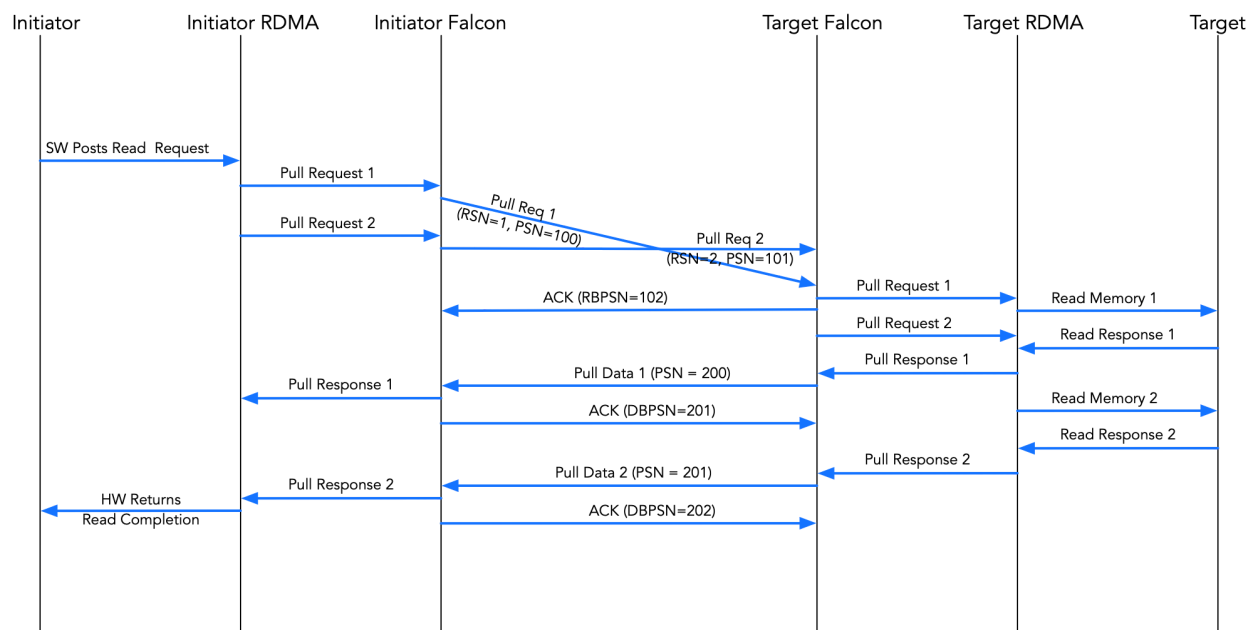 Initiator
Initiator RDMA
Initiator Falcon
Target Falcon
Target RDMA
Target
SW Posts Read Request
Pull Request 1
Pull Req 1
(RSN=1, PSN=100)
Pull Request 2
Pull Req 2
(RSN=2, PSN=101)
Pull Request 1
ACK (RBPSN=102)
Read Memory 1
Pull Request 2
Read Response 1
Pull Response 1
Pull Data 1 (PSN = 200)
Pull Response 1
Read Memory 2
ACK (DBPSN=201)
Read Response 2
Pull Response 2
Pull Data 2 (PSN = 201)
Pull Response 2
HW Returns
Read Completion
ACK (DBPSN=202)